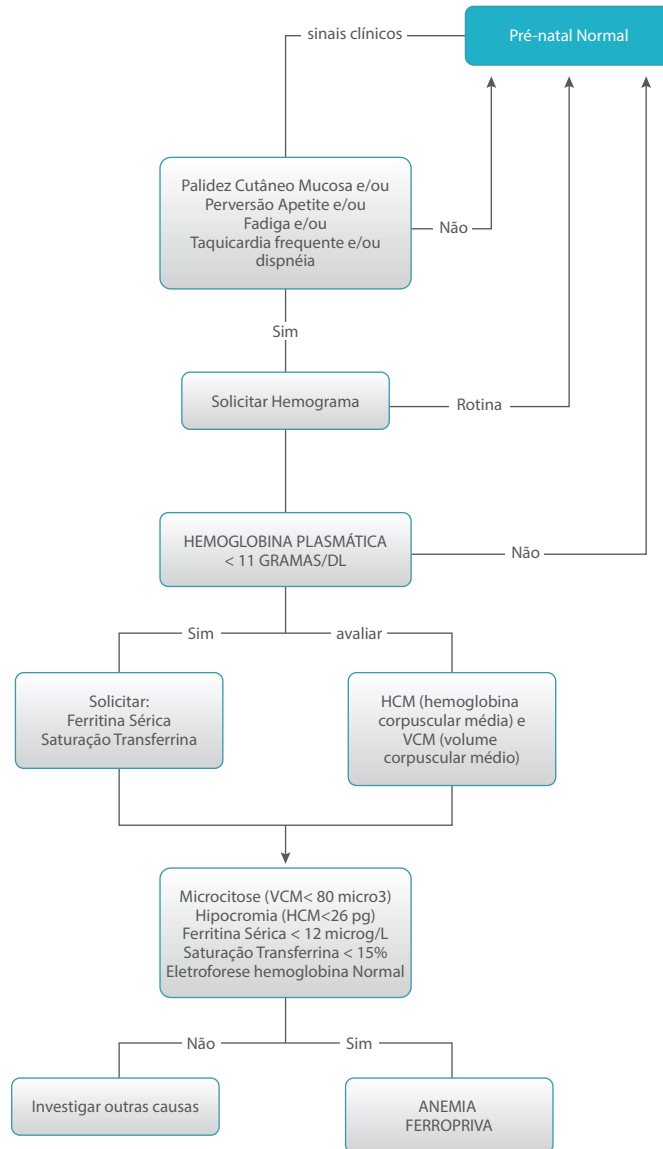 sinais clínicos
Pré-natal Normal
Palidez Cutâneo Mucosa e/ou
Perversão Apetite e/ou
Fadiga e/ou
Taquicardia frequente e/ou
dispnéia
Não
Sim
Solicitar Hemograma
Rotina
HEMOGLOBINA PLASMÁTICA
< 11 GRAMAS/DL
Não
Sim
avaliar
Solicitar:
Ferritina Sérica
Saturação Transferrina
HCM (hemoglobina
corpuscular média) e
VCM (volume
corpuscular médio)
Microcitose (VCM< 80 micro3)
Hipocromia (HCM<26 pg)
Ferritina Sérica < 12 microg/L
Saturação Transferrina < 15%
Eletroforese hemoglobina Normal
Não
Sim
Investigar outras causas
ANEMIA
FERROPRIVA